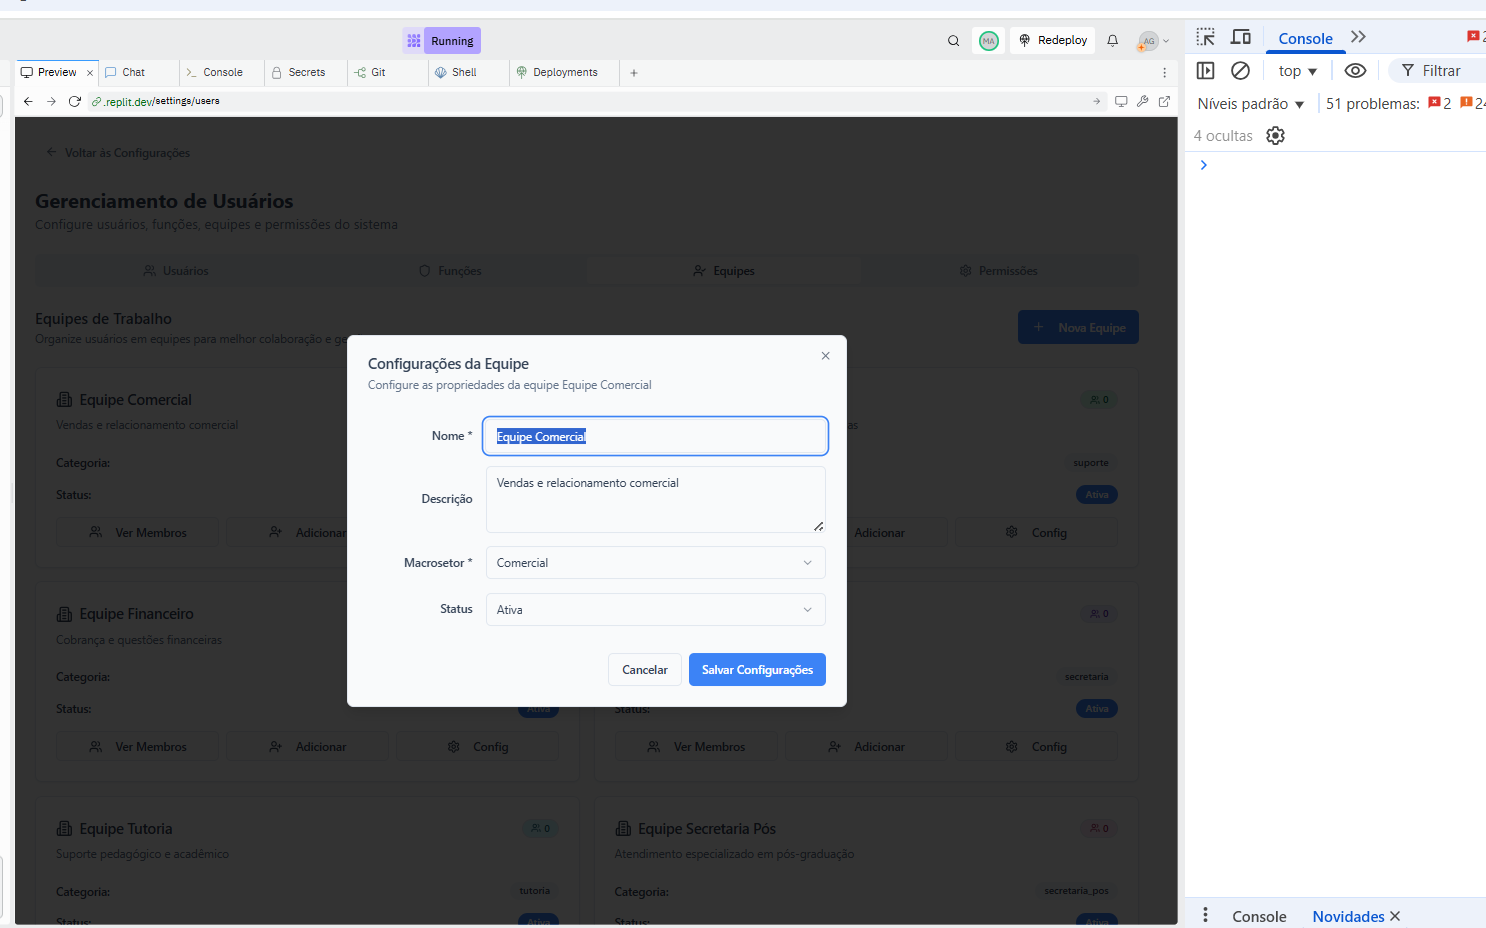 Running
MA
Redeploy
AG
Preview
Chat
Console
Secrets
Git
Shell
Deployments
.replit.dev/settings/users
Voltar às Configurações
Gerenciamento de Usuários
Configure usuários, funções, equipes e permissões do sistema
Usuários
Funções
Equipes
Permissões
Equipes de Trabalho
Organize usuários em equipes para melhor colaboração e ge
Nova Equipe
Equipe Comercial
0
0
Vendas e relacionamento comercial
as
Categoria:
suporte
Status:
Ativa
Ver Membros
Adicionar
Adicionar
Config
Configurações da Equipe
Configure as propriedades da equipe Equipe Comercial
Nome *
Equipe Comercial
Descrição
Vendas e relacionamento comercial
Macrosetor *
Comercial
Status
Ativa
Cancelar
Salvar Configurações
Equipe Financeiro
Cobrança e questões financeiras
Categoria:
secretaria
Status:
Ativa
Status:
Ativa
Ver Membros
Adicionar
Config
Ver Membros
Adicionar
Config
Equipe Tutoria
0
Equipe Secretaria Pós
0
Suporte pedagógico e acadêmico
Atendimento especializado em pós-graduação
Categoria:
tutoria
Categoria:
secretaria_pos
Status:
Ativa
Status:
Ativa
Console
2
top
Filtrar
Níveis padrão
51 problemas:
2
24
4 ocultas
Console
Novidades